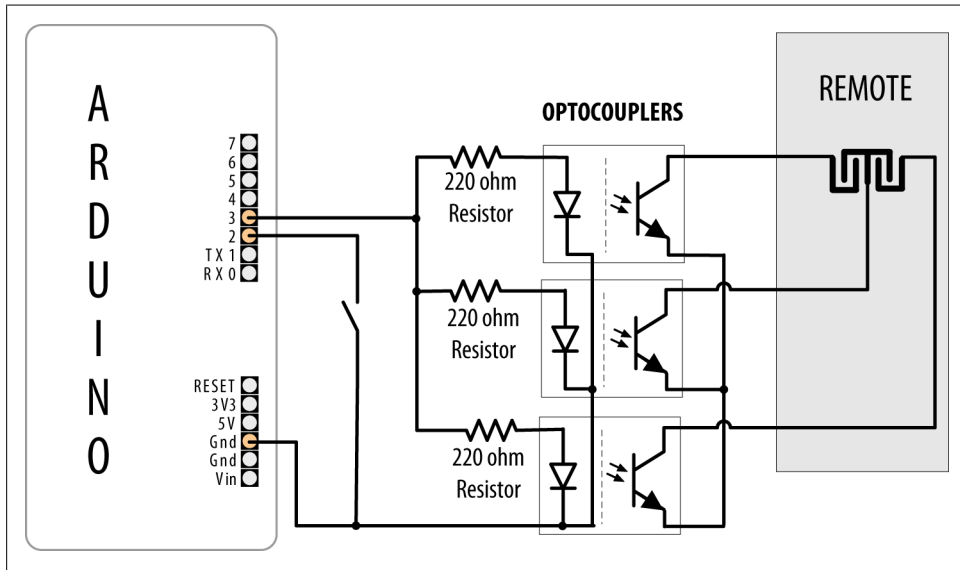 ARDUINO
7
6
5
4
3
2
TX 1
RX 0
RESET
3V3
5V
Gnd
Gnd
Vin
220 ohm
Resistor
220 ohm
Resistor
220 ohm
Resistor
OPTOCOUPLERS
REMOTE